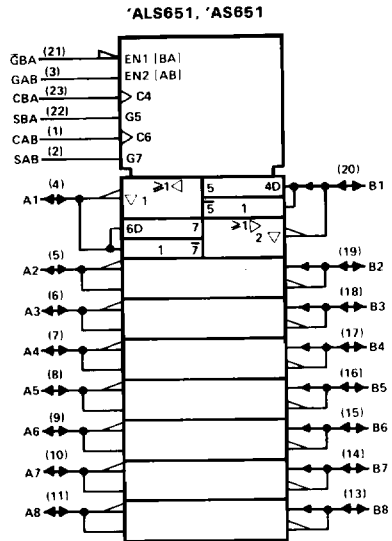 'ALS651, 'AS651
G̅BA (21) EN1 [BA]
GAB (3) EN2 [AB]
CBA (23) C4
SBA (22) G5
CAB (1) C6
SAB (2) G7
A1 (4) ≥1 ◁ 5 4D (20) B1
▽ 1 5̅ 1
6D 7 ≥1 ▷
1 7̅ 2 ▽
A2 (5) (19) B2
A3 (6) (18) B3
A4 (7) (17) B4
A5 (8) (16) B5
A6 (9) (15) B6
A7 (10) (14) B7
A8 (11) (13) B8